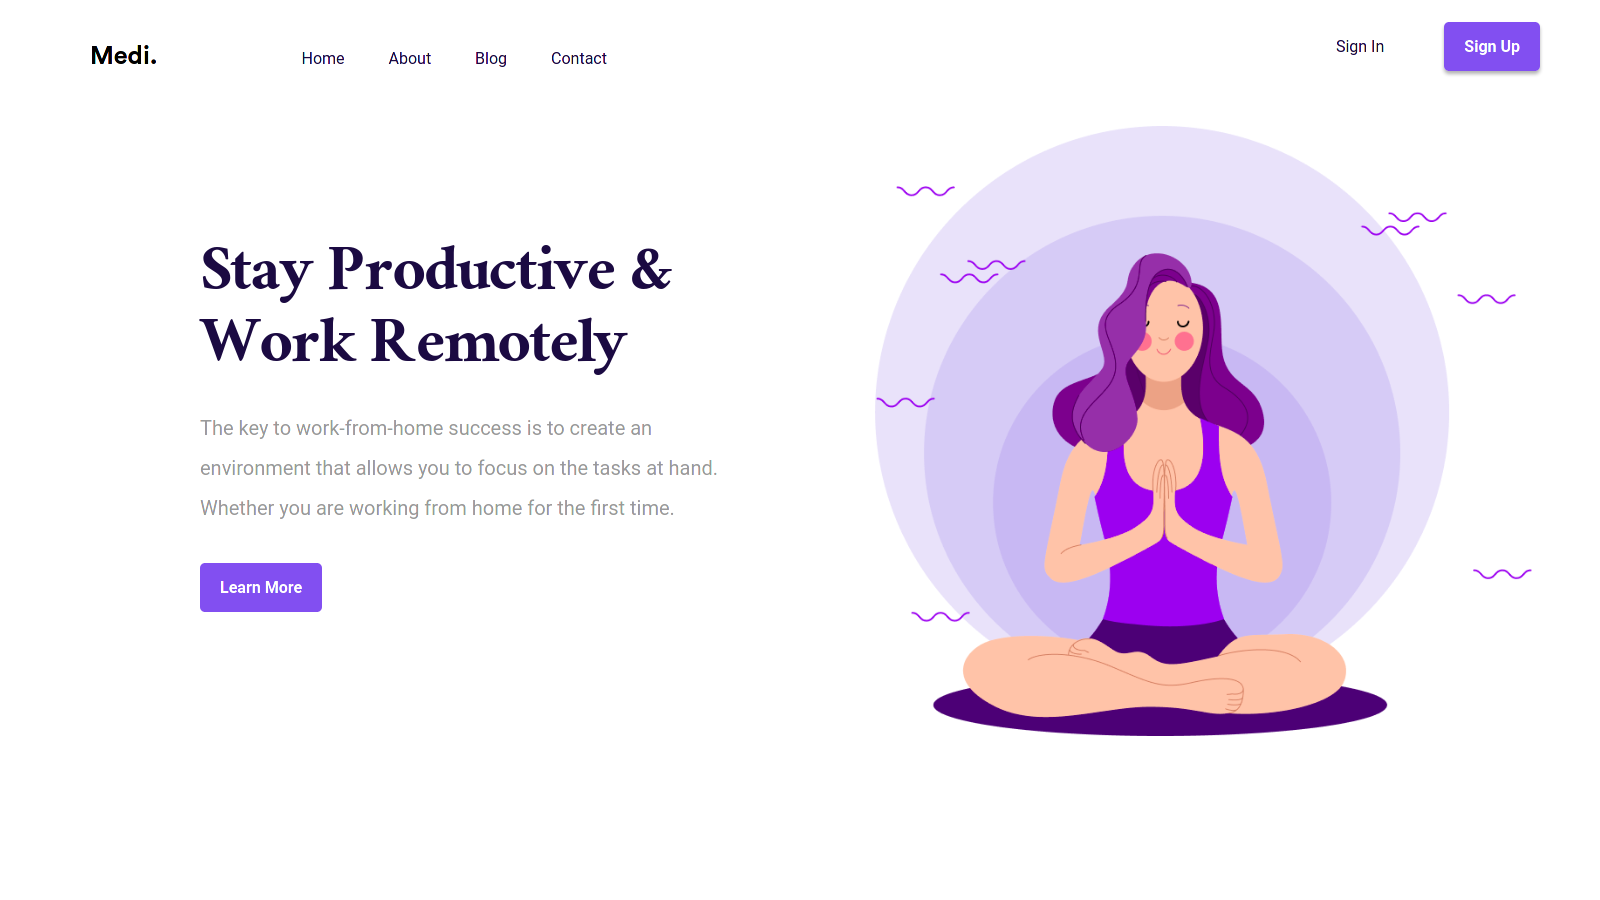 Medi.
Home
About
Blog
Contact
Sign In
Sign Up
Stay Productive &
Work Remotely
The key to work-from-home success is to create an
environment that allows you to focus on the tasks at hand.
Whether you are working from home for the first time.
Learn More